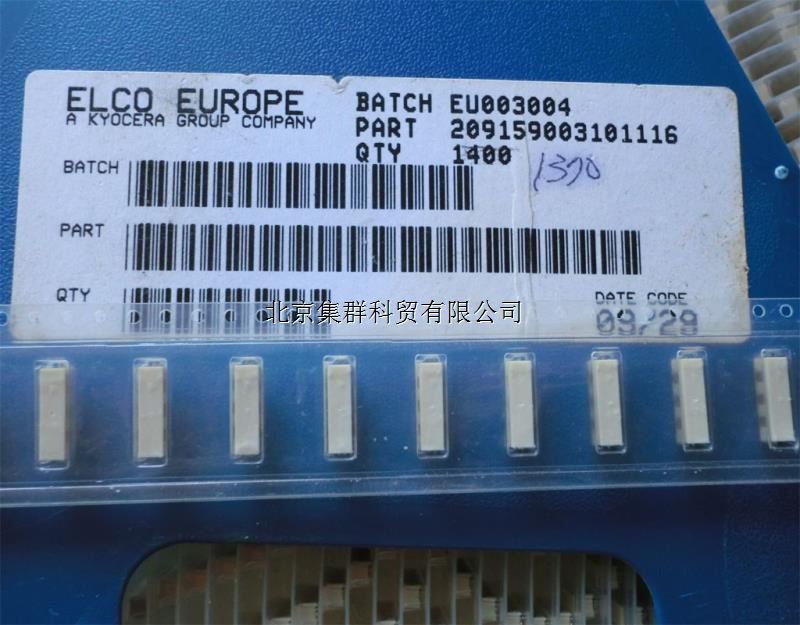 ELCO EUROPE
A KYOCERA GROUP COMPANY
BATCH EU003004
PART 209159003101116
QTY 1400
1370
BATCH
PART
QTY
DATE CODE
09/29
北京集群科贸有限公司